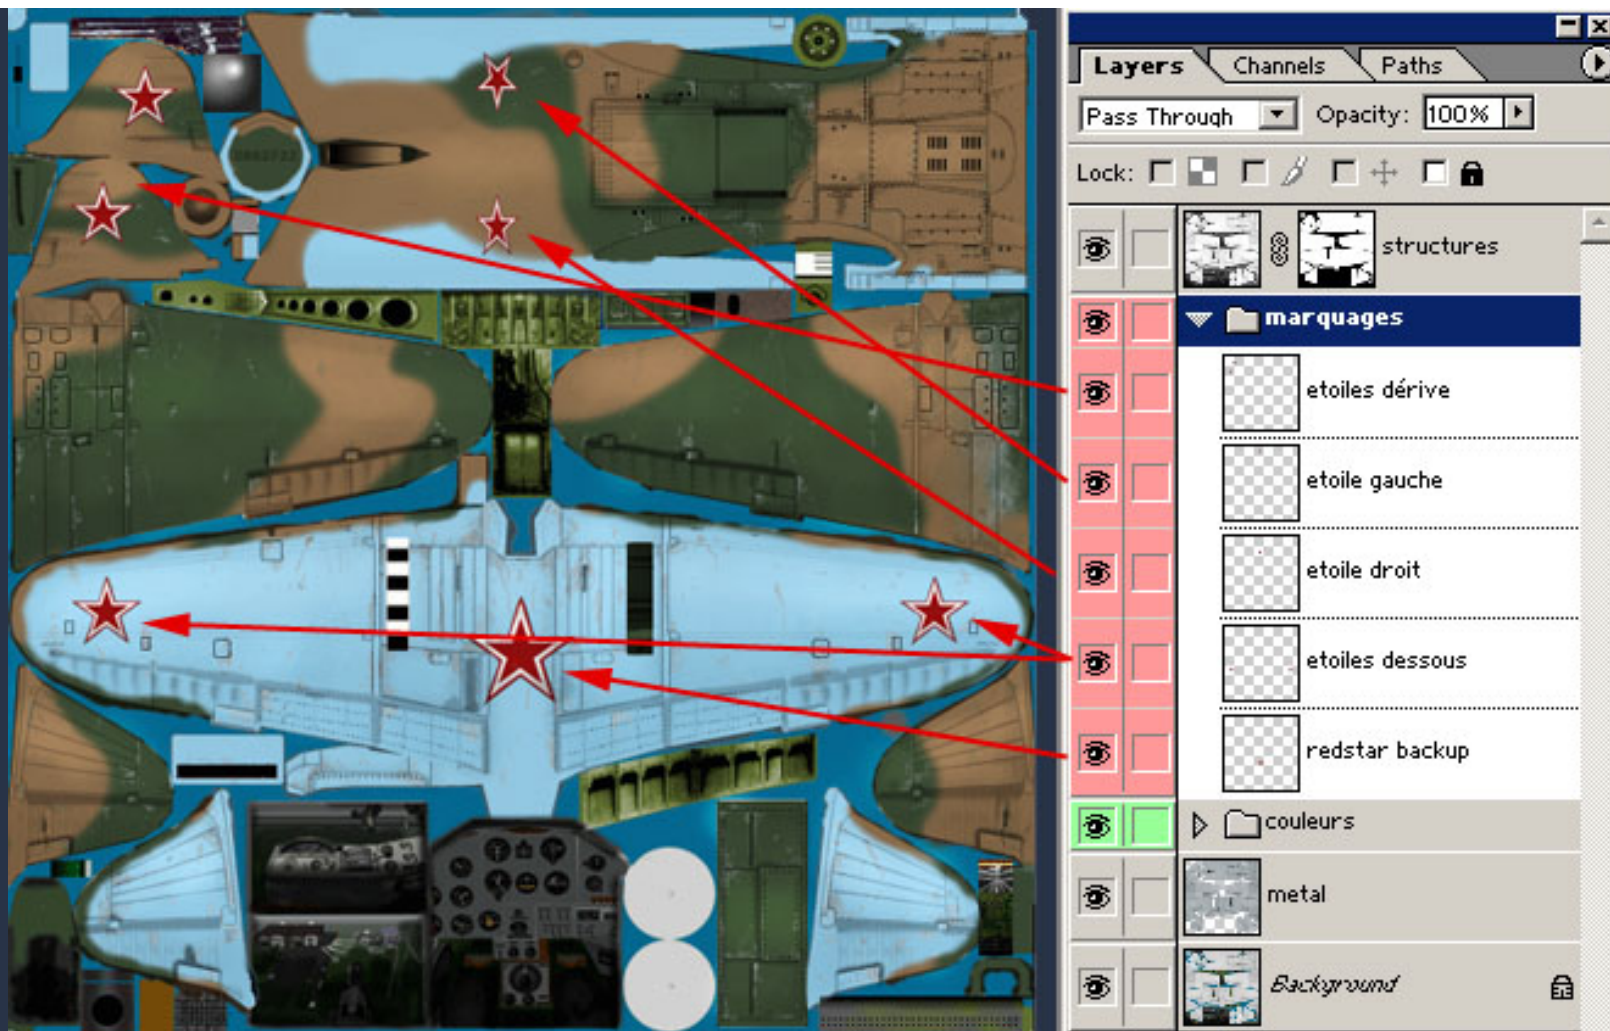 Layers Channels Paths
Pass Through Opacity: 100%
Lock:
structures
marquages
etoiles dérive
etoile gauche
etoile droit
etoiles dessous
redstar backup
couleurs
metal
Background